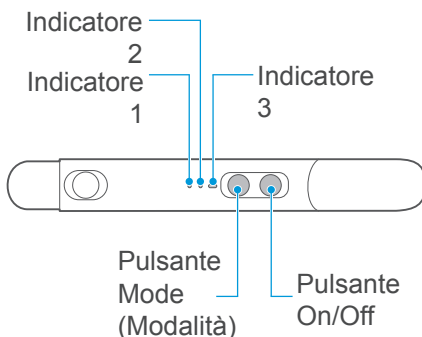 Indicatore
2
Indicatore
1
Indicatore
3
Pulsante
Mode
(Modalità)
Pulsante
On/Off